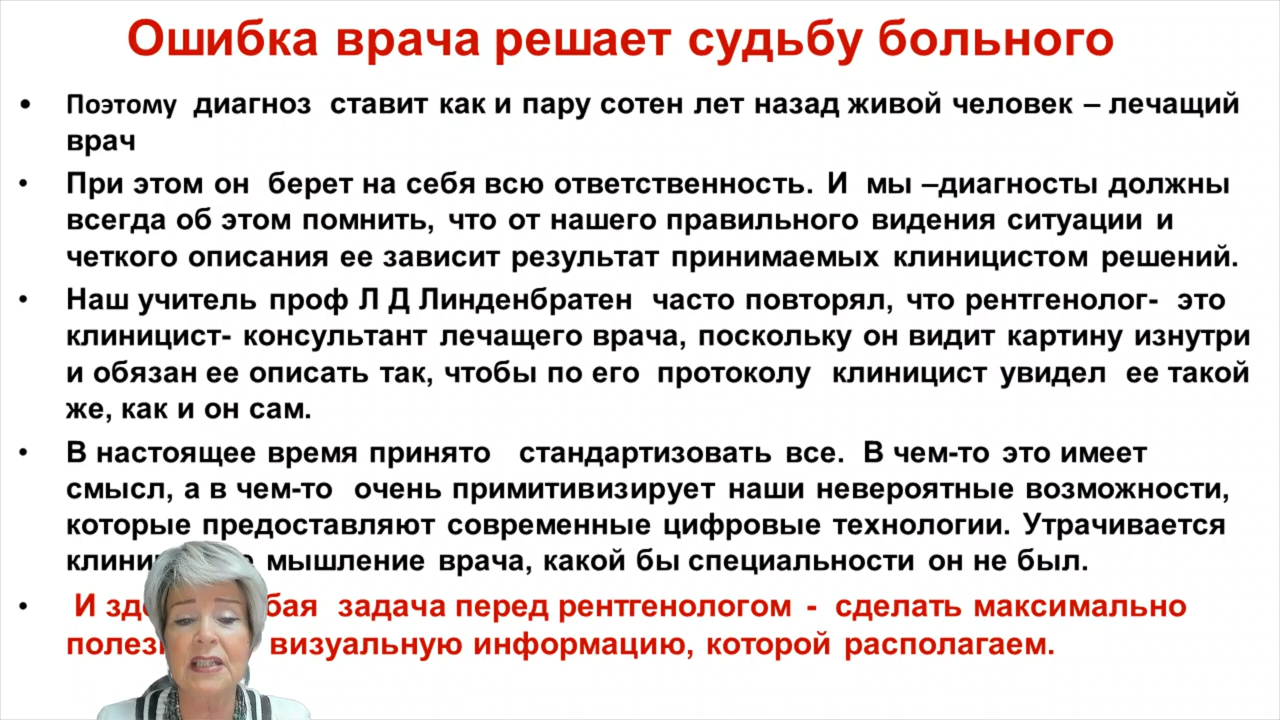 Ошибка врача решает судьбу больного
• Поэтому диагноз ставит как и пару сотен лет назад живой человек – лечащий
врач
• При этом он берет на себя всю ответственность. И мы –диагносты должны
всегда об этом помнить, что от нашего правильного видения ситуации и
четкого описания ее зависит результат принимаемых клиницистом решений.
• Наш учитель проф Л Д Линденбратен часто повторял, что рентгенолог- это
клиницист- консультант лечащего врача, поскольку он видит картину изнутри
и обязан ее описать так, чтобы по его протоколу клиницист увидел ее такой
же, как и он сам.
• В настоящее время принято стандартизовать все. В чем-то это имеет
смысл, а в чем-то очень примитивизирует наши невероятные возможности,
которые предоставляют современные цифровые технологии. Утрачивается
мышление врача, какой бы специальности он не был.
• И задача перед рентгенологом - сделать максимально
визуальную информацию, которой располагаем.